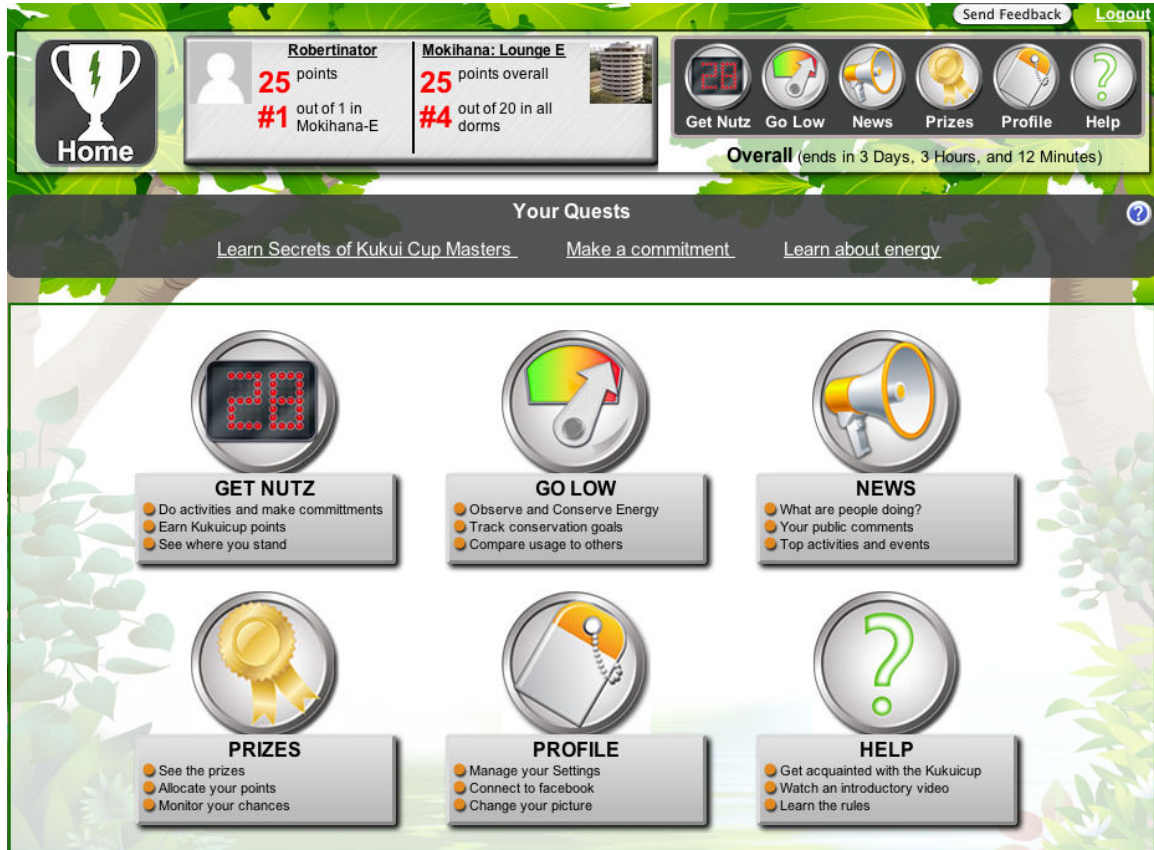 Send Feedback
Logout
Home
Robertinator
25 points
#1 out of 1 in
Mokihana-E
Mokihana: Lounge E
25 points overall
#4 out of 20 in all
dorms
28
Get Nutz
Go Low
News
Prizes
Profile
Help
Overall (ends in 3 Days, 3 Hours, and 12 Minutes)
Your Quests
Learn Secrets of Kukui Cup Masters
Make a commitment
Learn about energy
28
GET NUTZ
Do activities and make committments
Earn Kukuicup points
See where you stand
GO LOW
Observe and Conserve Energy
Track conservation goals
Compare usage to others
NEWS
What are people doing?
Your public comments
Top activities and events
PRIZES
See the prizes
Allocate your points
Monitor your chances
PROFILE
Manage your Settings
Connect to facebook
Change your picture
HELP
Get acquainted with the Kukuicup
Watch an introductory video
Learn the rules